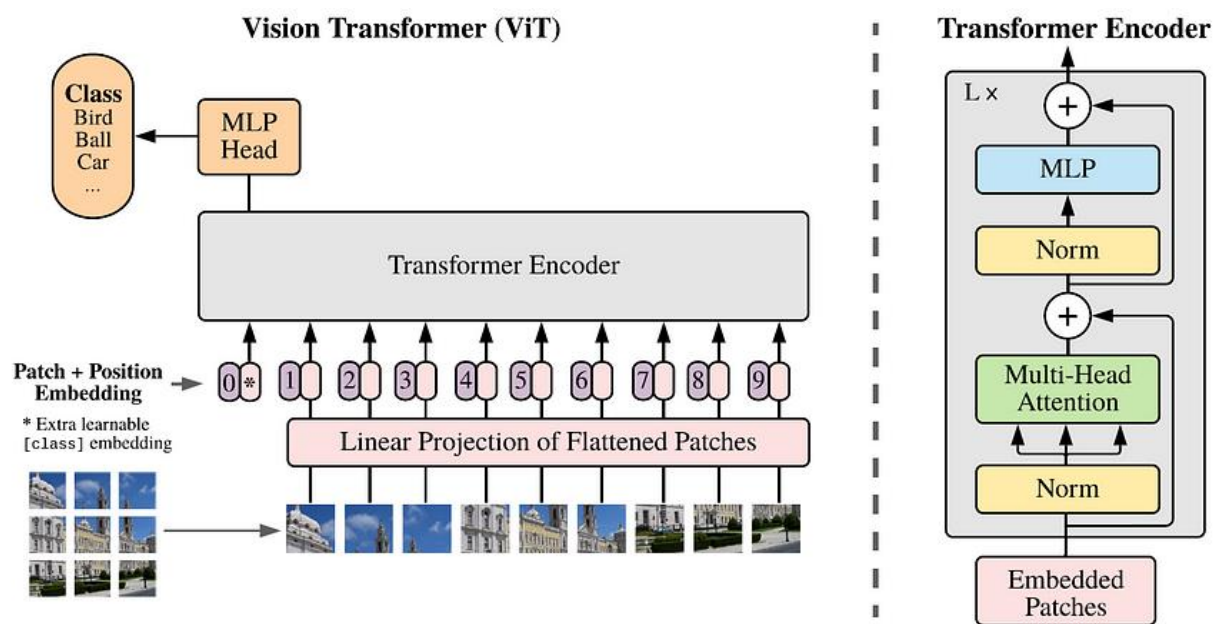 Vision Transformer (ViT)
Class
Bird
Ball
Car
...
MLP
Head
Transformer Encoder
Patch + Position
Embedding
0 * 1 2 3 4 5 6 7 8 9
* Extra learnable
[class] embedding
Linear Projection of Flattened Patches
Transformer Encoder
L ×
+
MLP
Norm
+
Multi-Head
Attention
Norm
Embedded
Patches